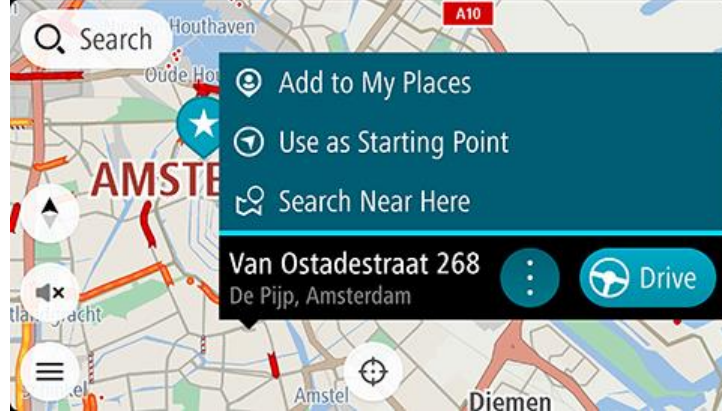 A10
Search
Houthaven
Oude Hou
Add to My Places
AMSTE
Use as Starting Point
Search Near Here
Van Ostadestraat 268
De Pijp, Amsterdam
Drive
Amstel
Diemen